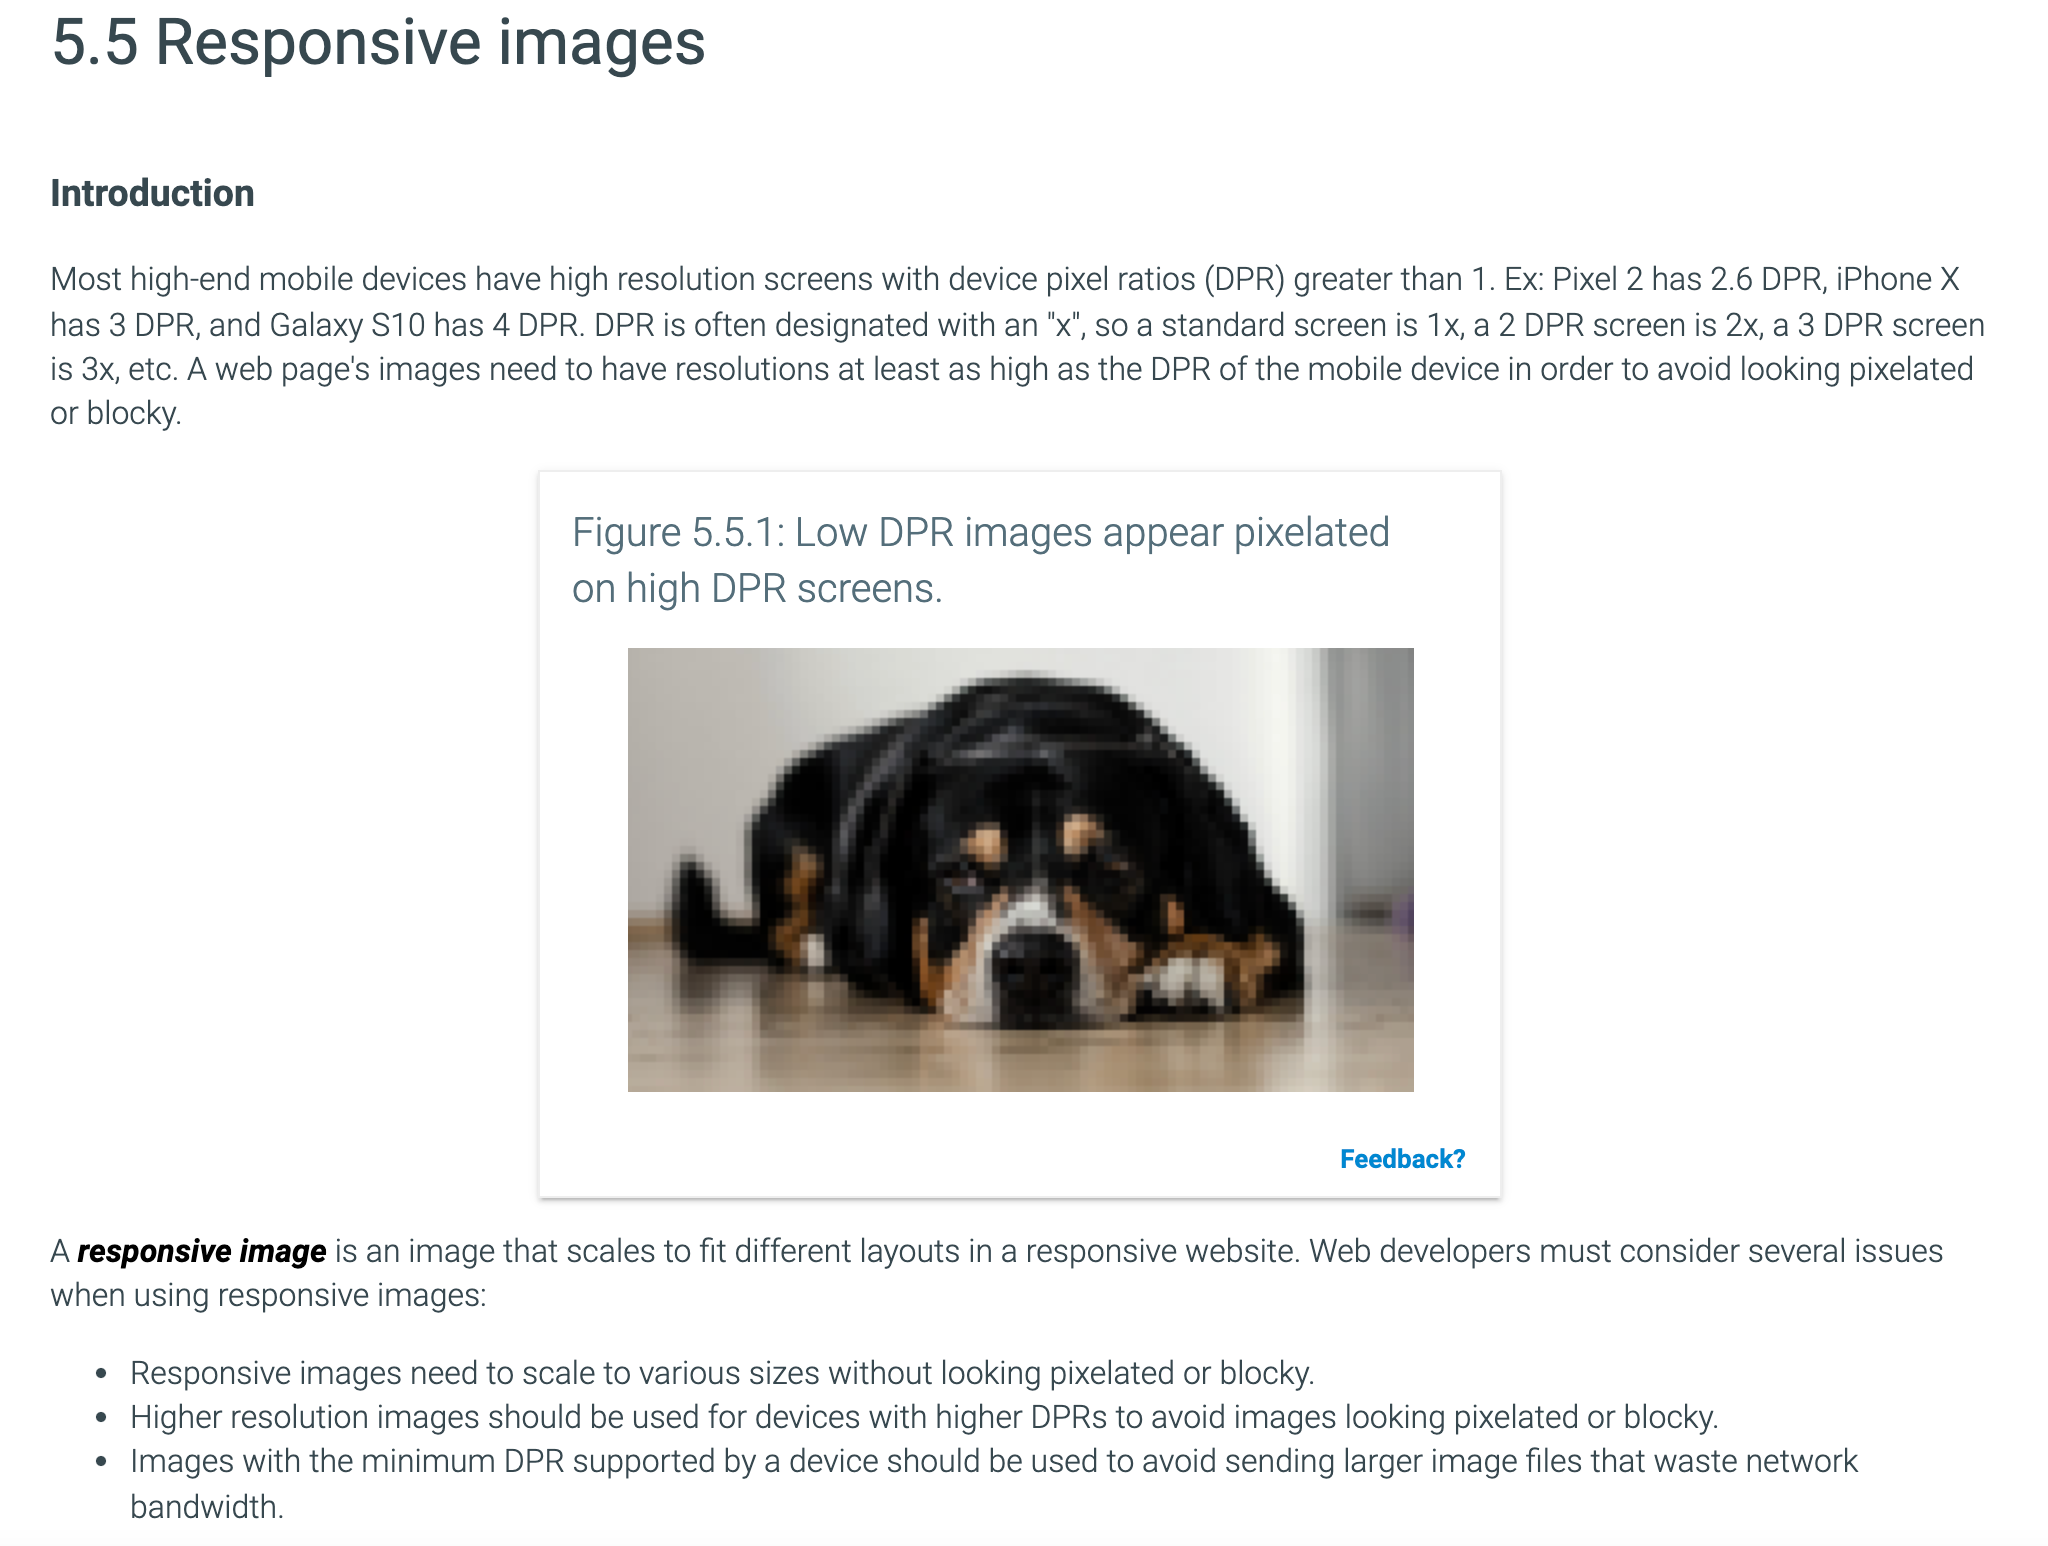 5.5 Responsive images
Introduction
Most high-end mobile devices have high resolution screens with device pixel ratios (DPR) greater than 1. Ex: Pixel 2 has 2.6 DPR, iPhone X
has 3 DPR, and Galaxy S10 has 4 DPR. DPR is often designated with an "x", so a standard screen is 1x, a 2 DPR screen is 2x, a 3 DPR screen
is 3x, etc. A web page's images need to have resolutions at least as high as the DPR of the mobile device in order to avoid looking pixelated
or blocky.
Figure 5.5.1: Low DPR images appear pixelated
on high DPR screens.
Feedback?
A responsive image is an image that scales to fit different layouts in a responsive website. Web developers must consider several issues
when using responsive images:
• Responsive images need to scale to various sizes without looking pixelated or blocky.
• Higher resolution images should be used for devices with higher DPRs to avoid images looking pixelated or blocky.
• Images with the minimum DPR supported by a device should be used to avoid sending larger image files that waste network
bandwidth.